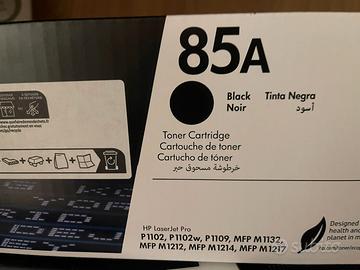 85A
Black
Noir
Tinta Negra
أسود
Toner Cartridge
Cartouche de toner
Cartucho de tóner
خرطوشة مسحوق حبر
HP LaserJet Pro
P1102, P1102w, P1109, MFP M1132,
MFP M1212, MFP M1214, MFP M1217
Designed
health and
planet in m